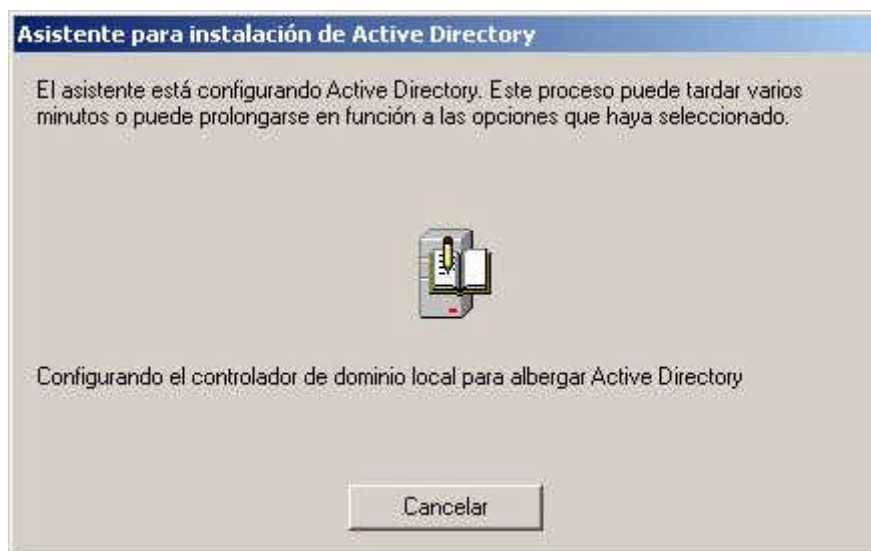 Asistente para instalación de Active Directory
El asistente está configurando Active Directory. Este proceso puede tardar varios
minutos o puede prolongarse en función a las opciones que haya seleccionado.
Configurando el controlador de dominio local para albergar Active Directory
Cancelar